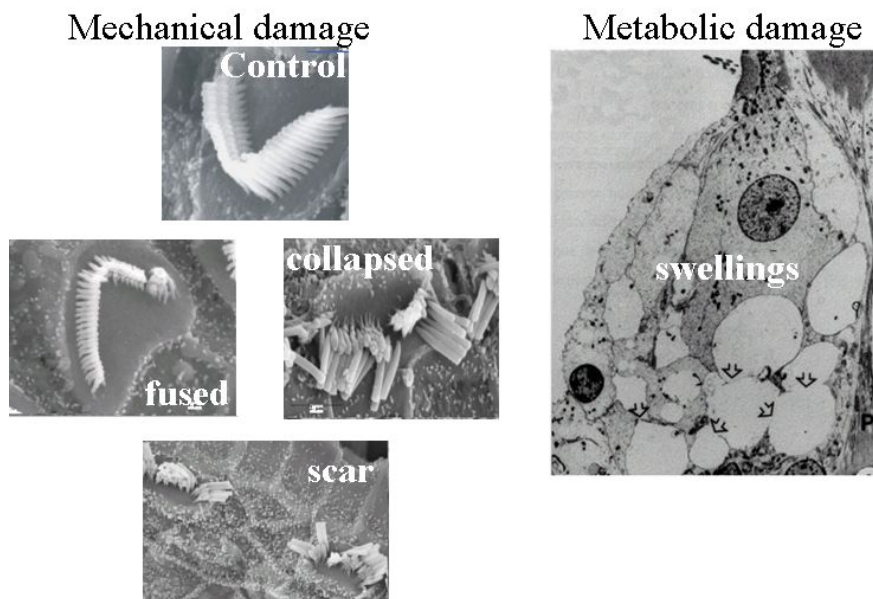 Mechanical damage
Metabolic damage
Control
collapsed
swellings
fused
scar
P